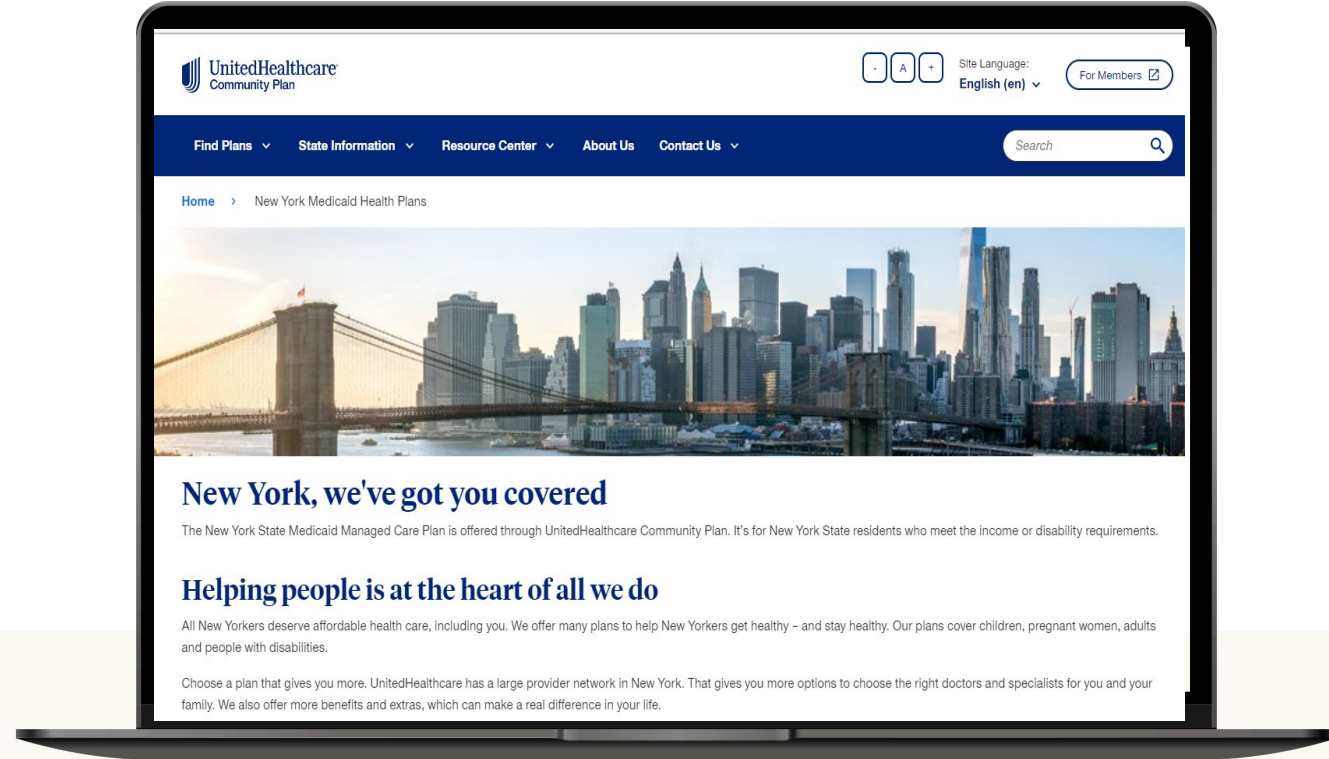 UnitedHealthcare
Community Plan
- A +
Site Language:
English (en)
For Members
Find Plans State Information Resource Center About Us Contact Us Search
Home > New York Medicaid Health Plans
New York, we've got you covered
The New York State Medicaid Managed Care Plan is offered through UnitedHealthcare Community Plan. It's for New York State residents who meet the income or disability requirements.
Helping people is at the heart of all we do
All New Yorkers deserve affordable health care, including you. We offer many plans to help New Yorkers get healthy – and stay healthy. Our plans cover children, pregnant women, adults
and people with disabilities.
Choose a plan that gives you more. UnitedHealthcare has a large provider network in New York. That gives you more options to choose the right doctors and specialists for you and your
family. We also offer more benefits and extras, which can make a real difference in your life.